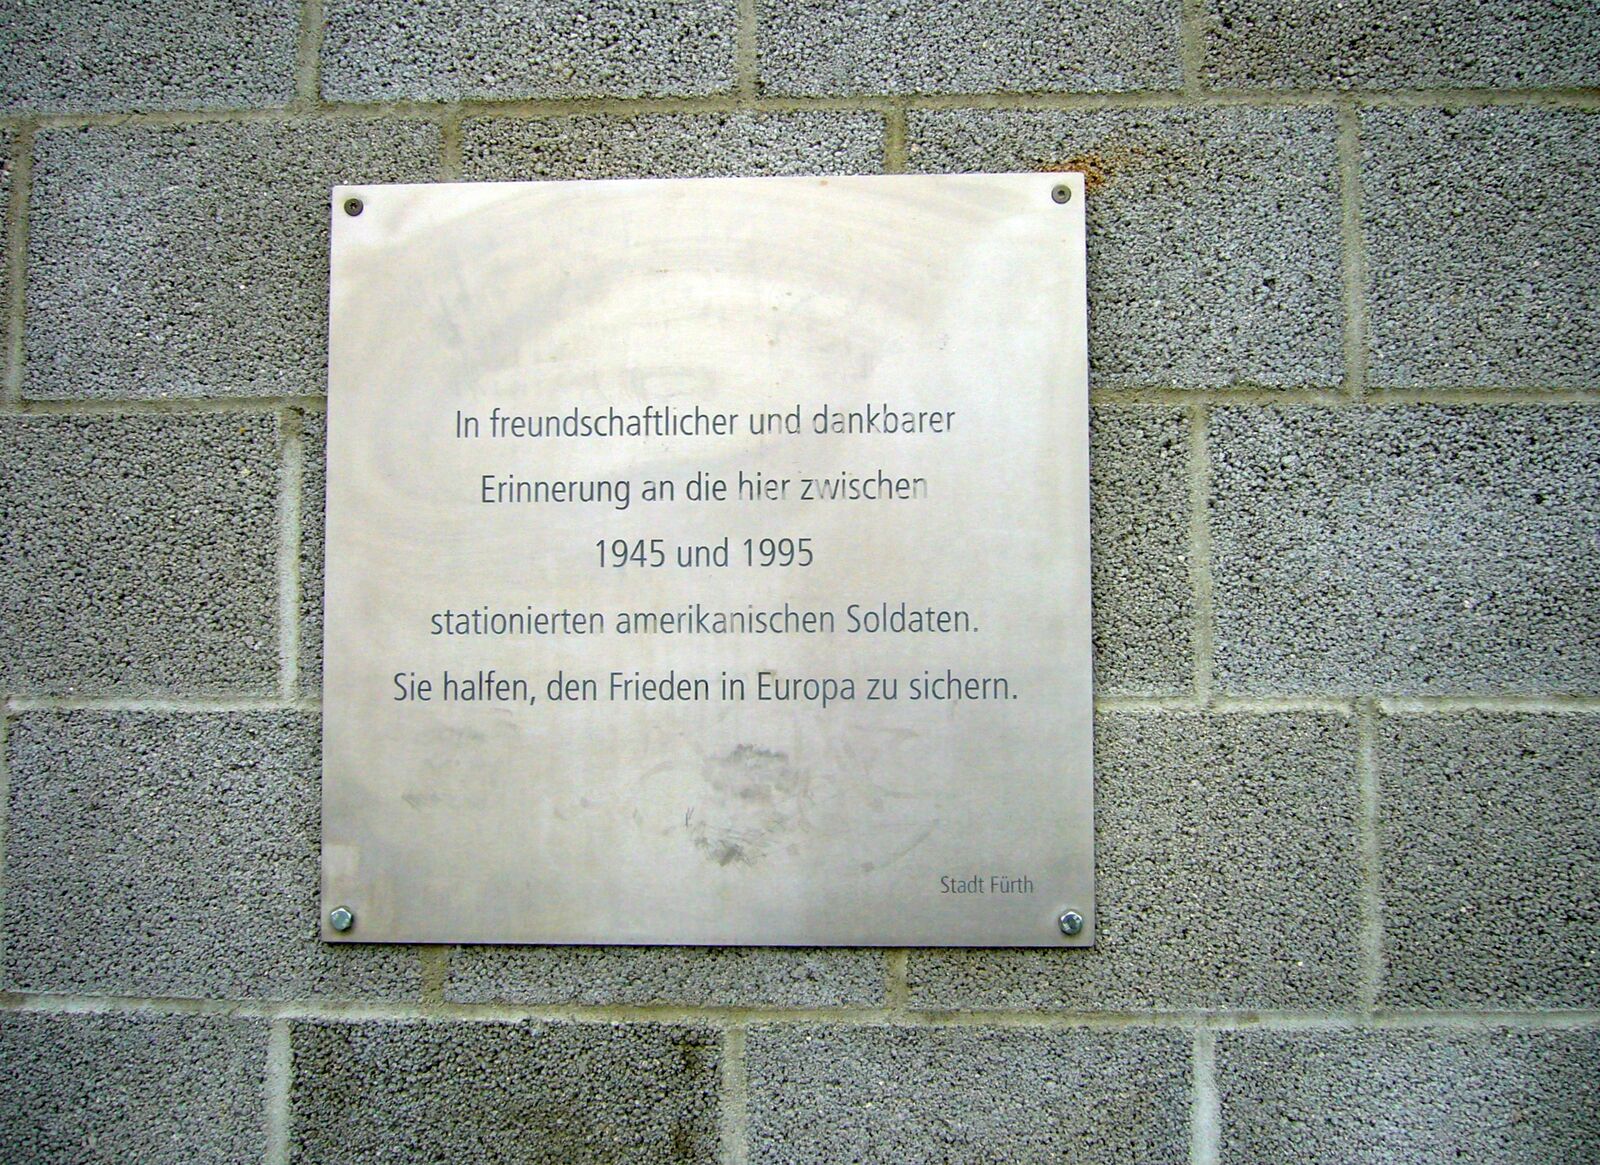 In freundschaftlicher und dankbarer
Erinnerung an die hier zwischen
1945 und 1995
stationierten amerikanischen Soldaten.
Sie halfen, den Frieden in Europa zu sichern.
Stadt Fürth